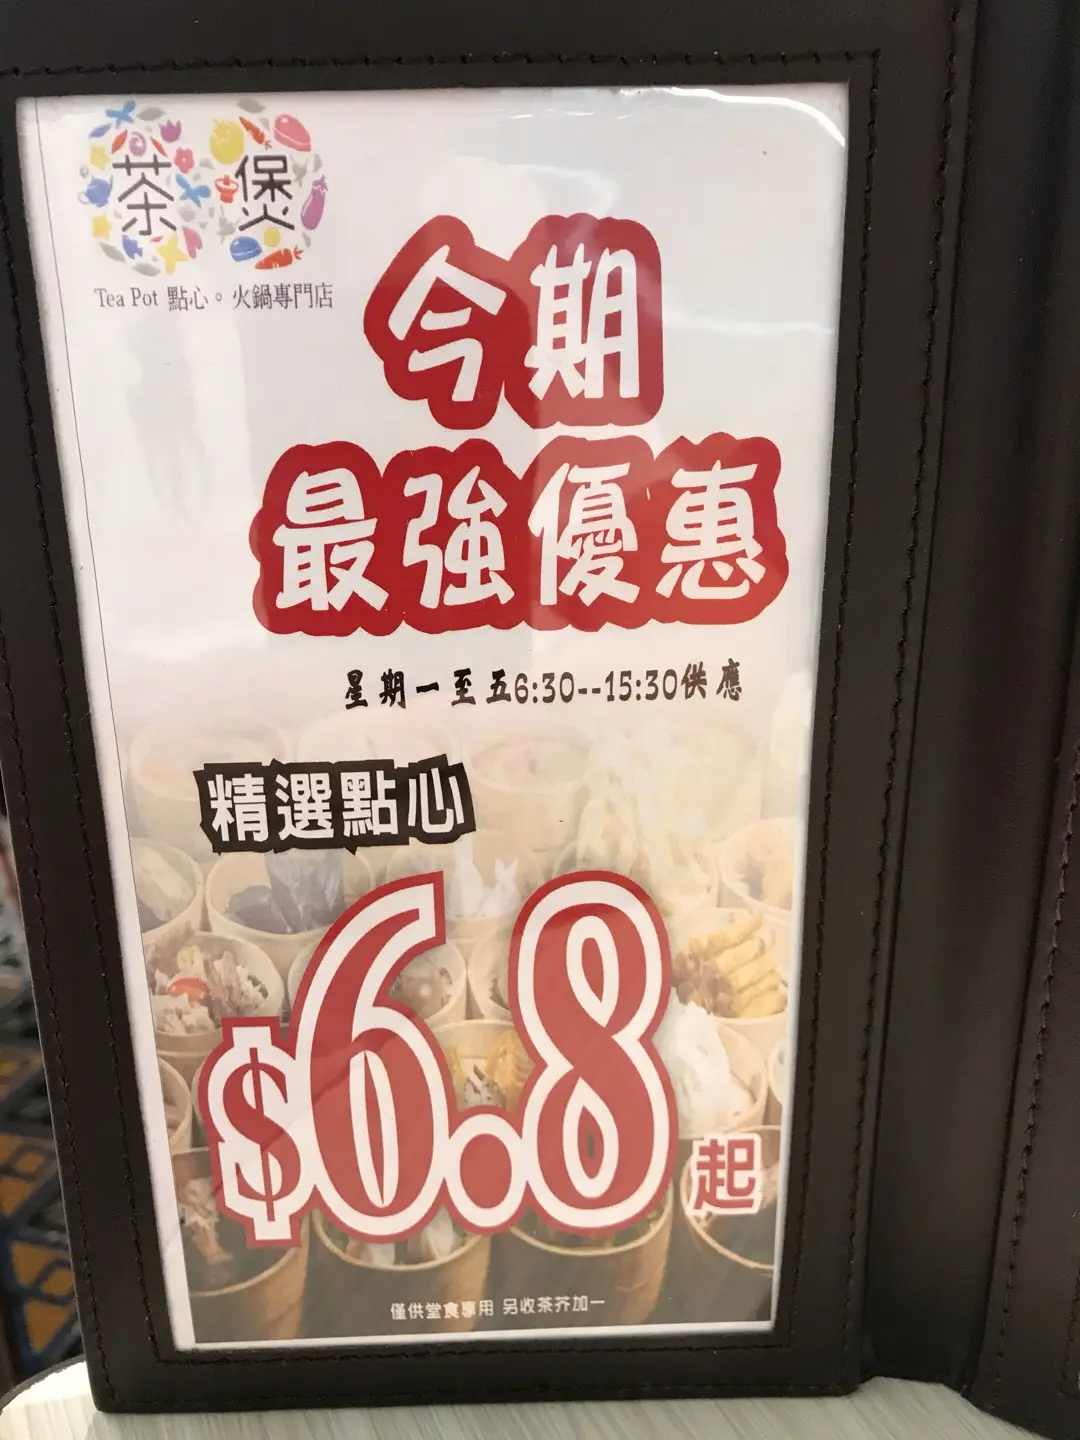 茶煲
Tea Pot 點心。火鍋專門店
今期
最強優惠
星期一至五6:30--15:30供應
精選點心
$6.8起
僅供堂食享用 另收茶芥加一